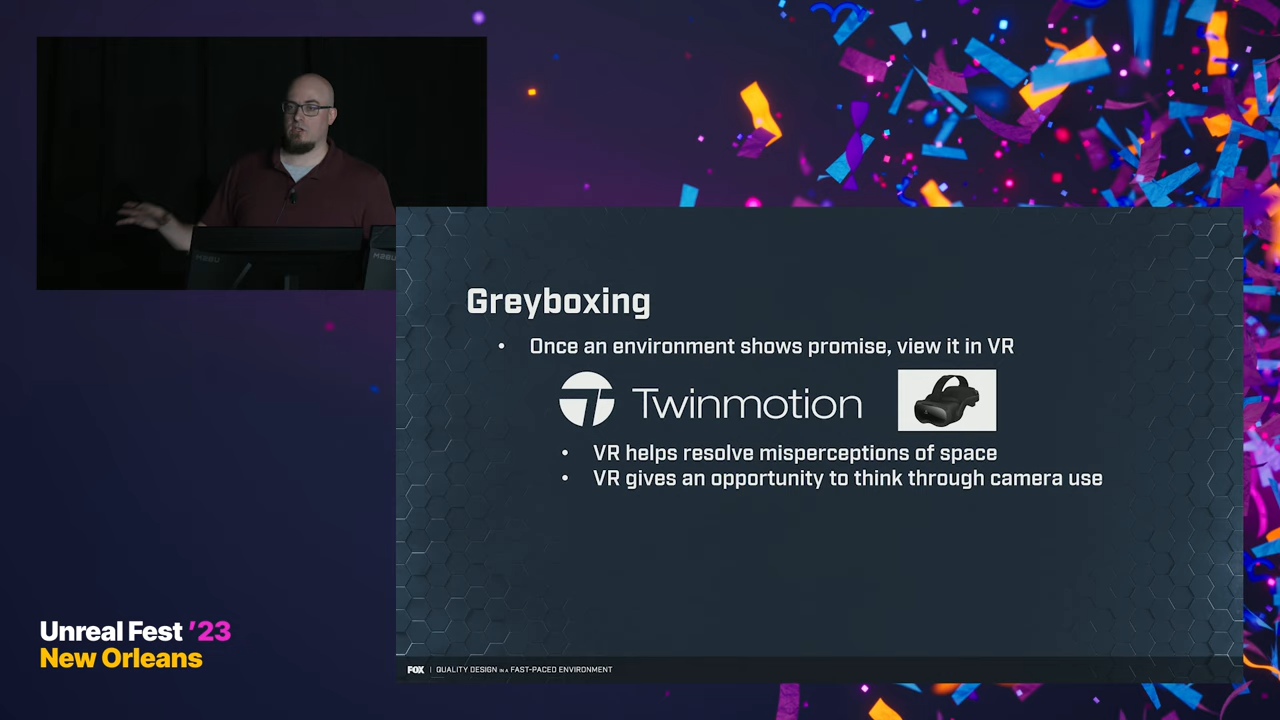 MSBU
MSBU
Greyboxing
• Once an environment shows promise, view it in VR
Twinmotion
• VR helps resolve misperceptions of space
• VR gives an opportunity to think through camera use
Unreal Fest '23
New Orleans
FOX | QUALITY DESIGN IN A FAST-PACED ENVIRONMENT